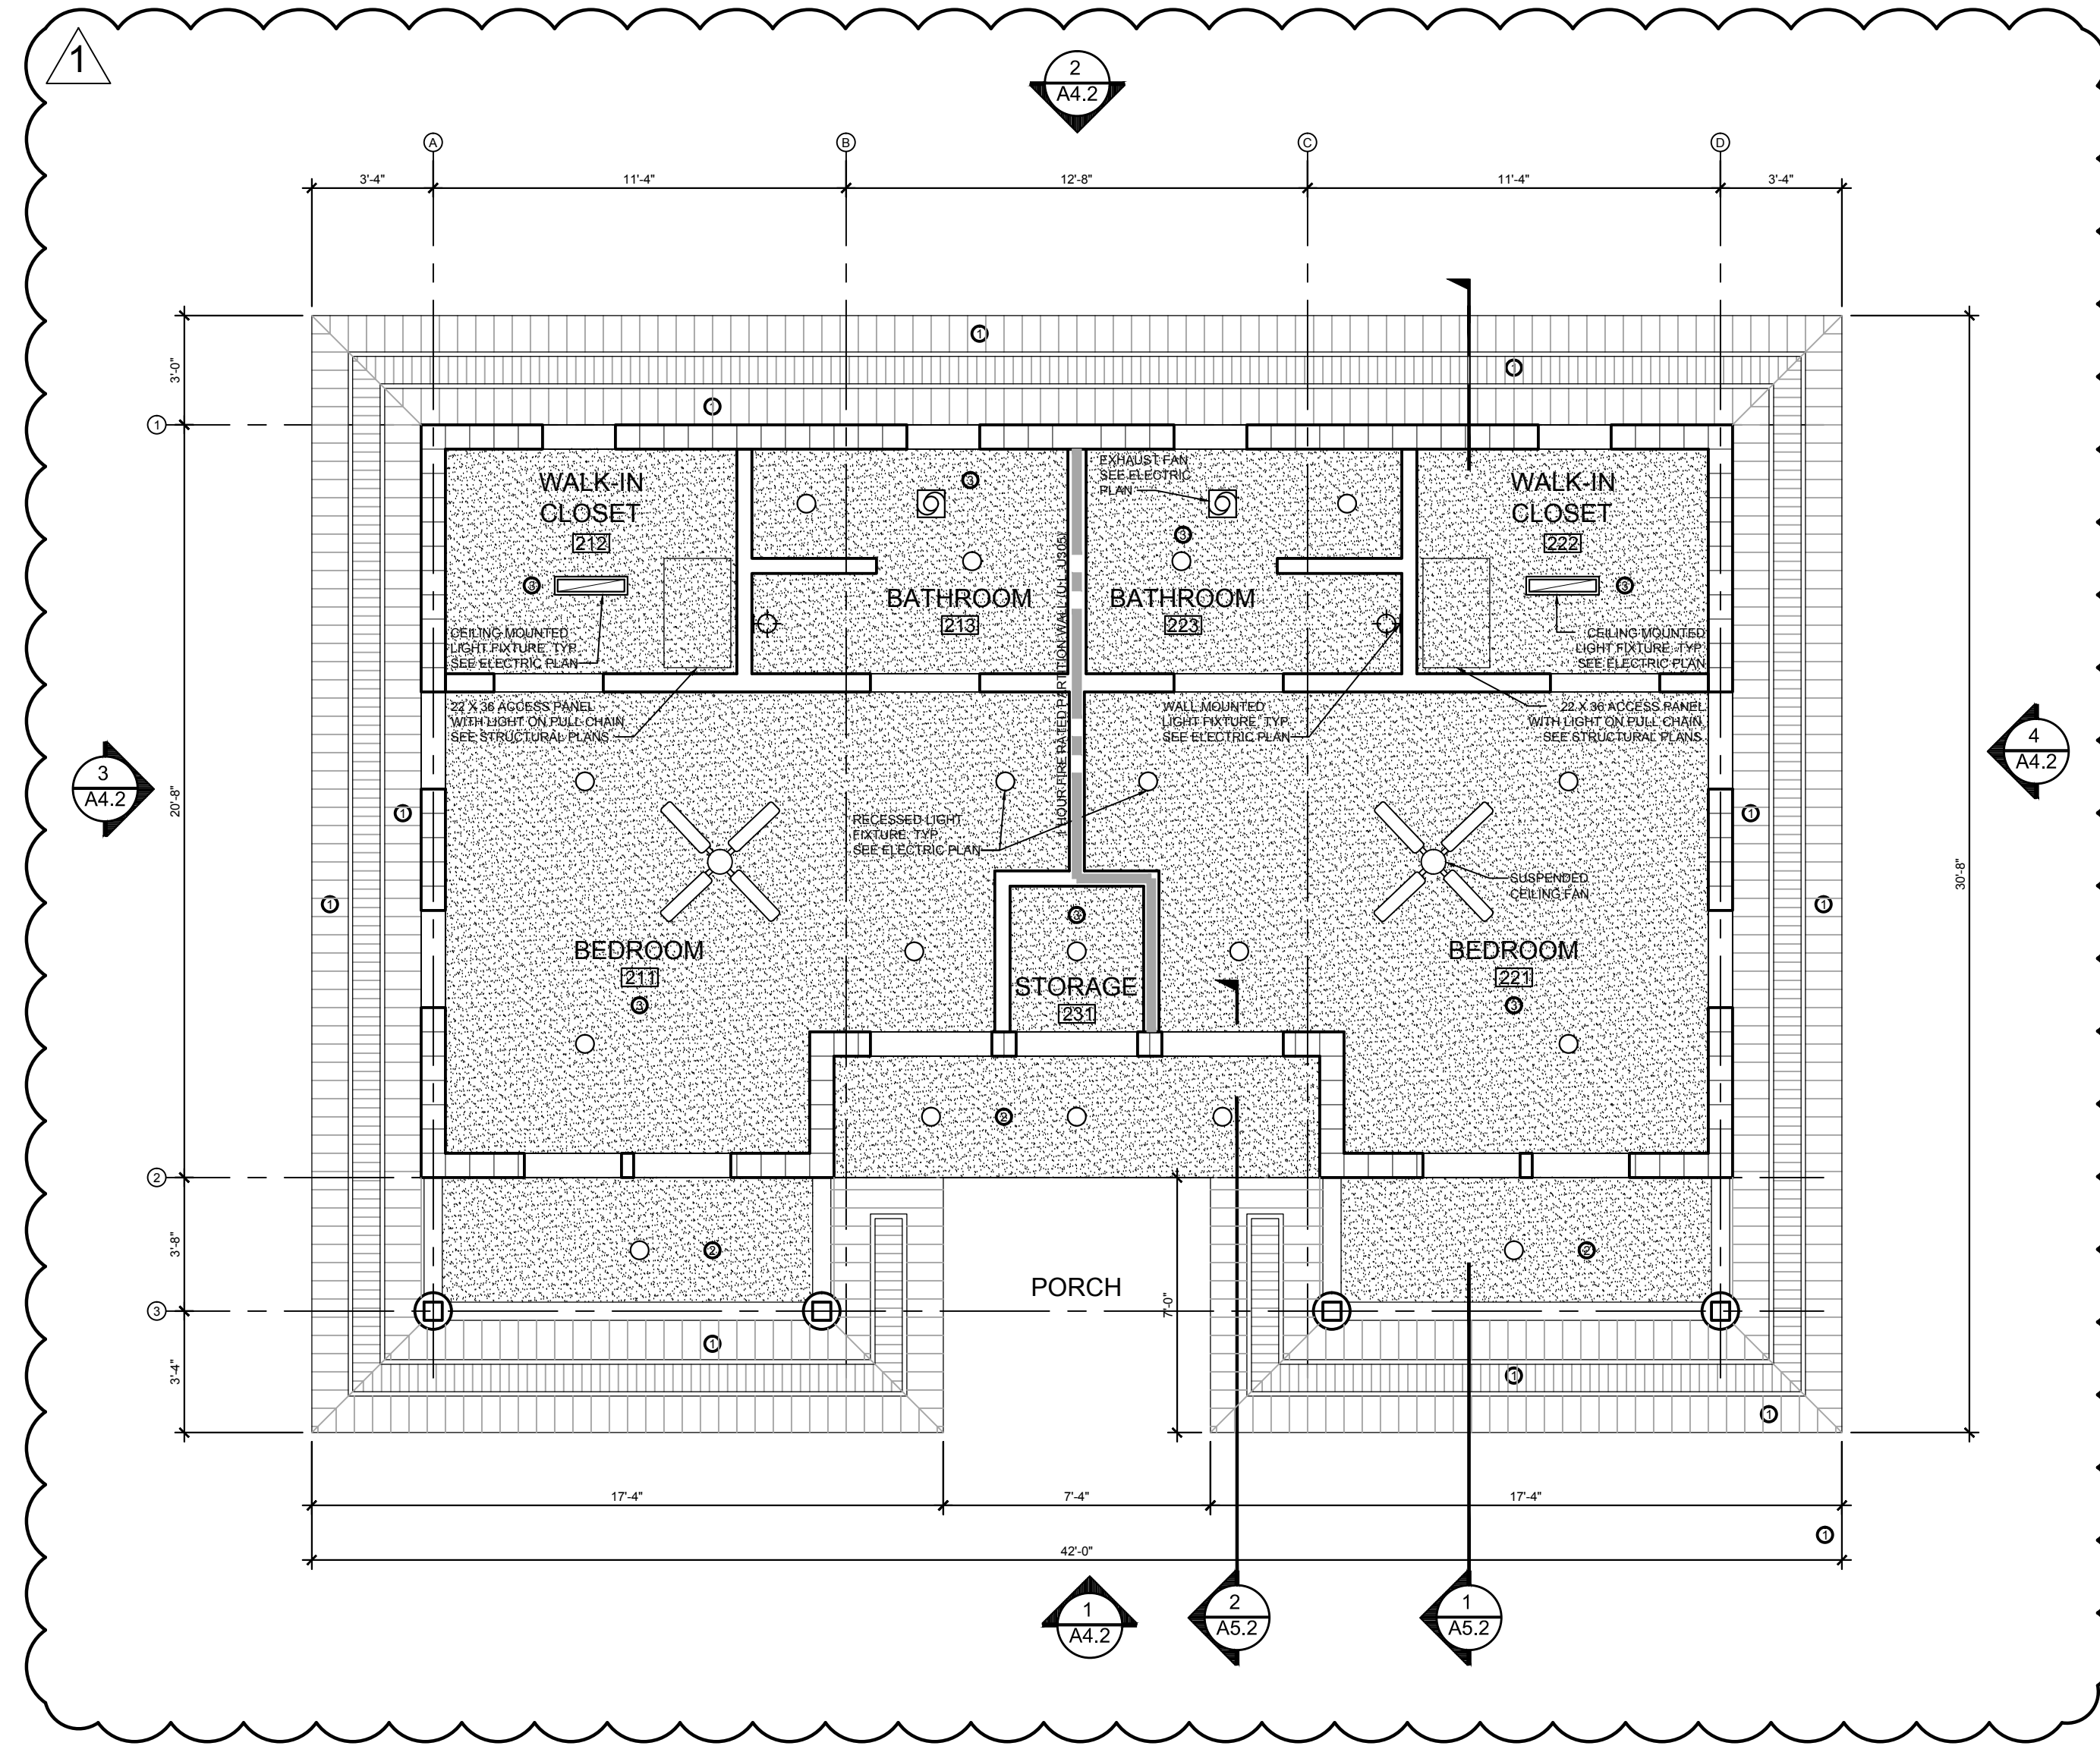 1
2
A4.2
A
B
C
D
3'-4"
11'-4"
12'-8"
11'-4"
3'-4"
3'-0"
1
1
1
1
WALK-IN
CLOSET
212
3
CEILING MOUNTED
LIGHT FIXTURE, TYP.
SEE ELECTRIC PLAN
3
BATHROOM
213
EXHAUST FAN
SEE ELECTRIC
PLAN
3
BATHROOM
223
WALK-IN
CLOSET
222
3
CEILING MOUNTED
LIGHT FIXTURE, TYP.
SEE ELECTRIC PLAN
22 X 36 ACCESS PANEL
WITH LIGHT ON PULL CHAIN,
SEE STRUCTURAL PLANS
WALL MOUNTED
LIGHT FIXTURE, TYP.
SEE ELECTRIC PLAN
22 X 36 ACCESS PANEL
WITH LIGHT ON PULL CHAIN,
SEE STRUCTURAL PLANS
HOUR FIRE RATED PARTITION WALL (U.L. U305)
3
A4.2
4
A4.2
20'-8"
30'-8"
1
1
1
1
RECESSED LIGHT
FIXTURE, TYP.
SEE ELECTRIC PLAN
SUSPENDED
CEILING FAN
BEDROOM
211
3
3
STORAGE
231
BEDROOM
221
3
2
2
3'-8"
2
2
PORCH
7'-0"
3
3'-4"
1
1
1
17'-4"
7'-4"
17'-4"
1
42'-0"
1
A4.2
2
A5.2
1
A5.2